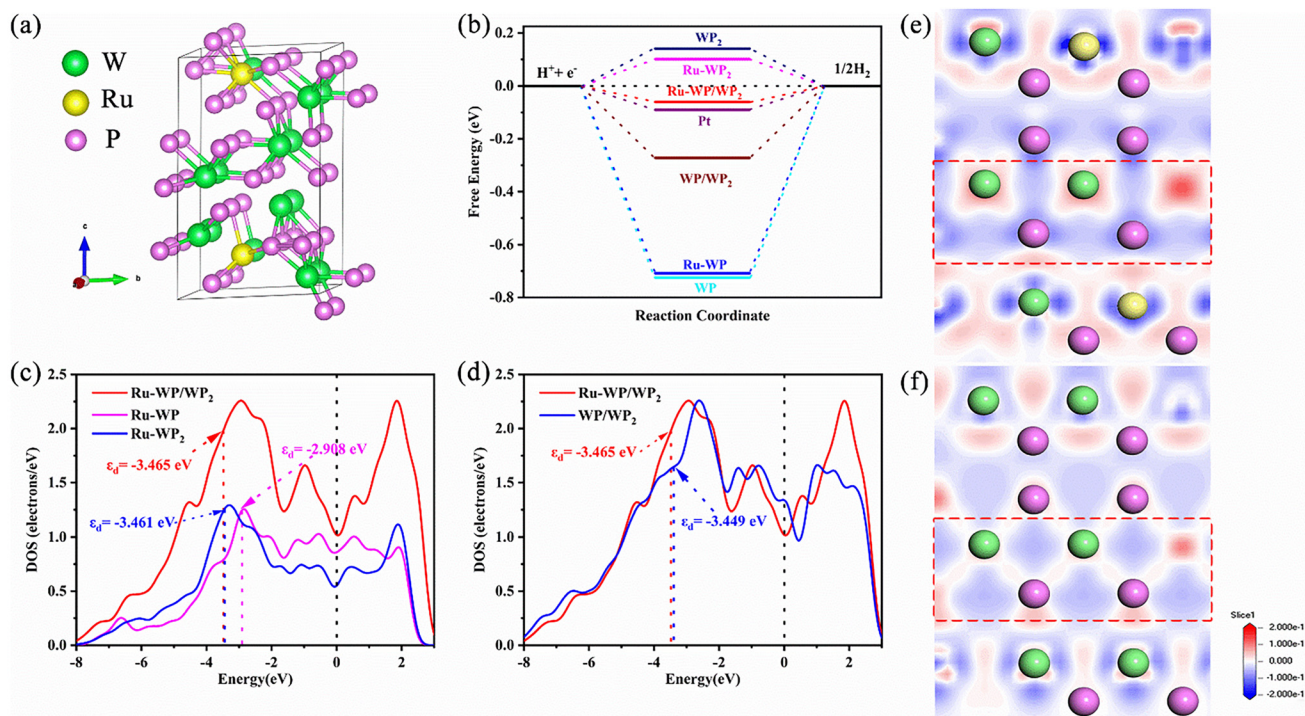 (a)
W
Ru
P
c
b
(b)
0.2
0.0
-0.2
-0.4
-0.6
-0.8
Free Energy (eV)
Reaction Coordinate
H⁺+ e⁻
1/2H₂
WP₂
Ru-WP₂
Ru-WP/WP₂
Pt
WP/WP₂
Ru-WP
WP
(e)
(c)
2.5
2.0
1.5
1.0
0.5
0.0
DOS (electrons/eV)
Ru-WP/WP₂
Ru-WP
Ru-WP₂
ε_d= -3.465 eV
ε_d= -2.908 eV
ε_d= -3.461 eV
-8 -6 -4 -2 0 2
Energy(eV)
(d)
2.5
2.0
1.5
1.0
0.5
0.0
DOS (electrons/eV)
Ru-WP/WP₂
WP/WP₂
ε_d= -3.465 eV
ε_d= -3.449 eV
-8 -6 -4 -2 0 2
Energy(eV)
(f)
Slice1
2.000e-1
1.000e-1
0.000
-1.000e-1
-2.000e-1